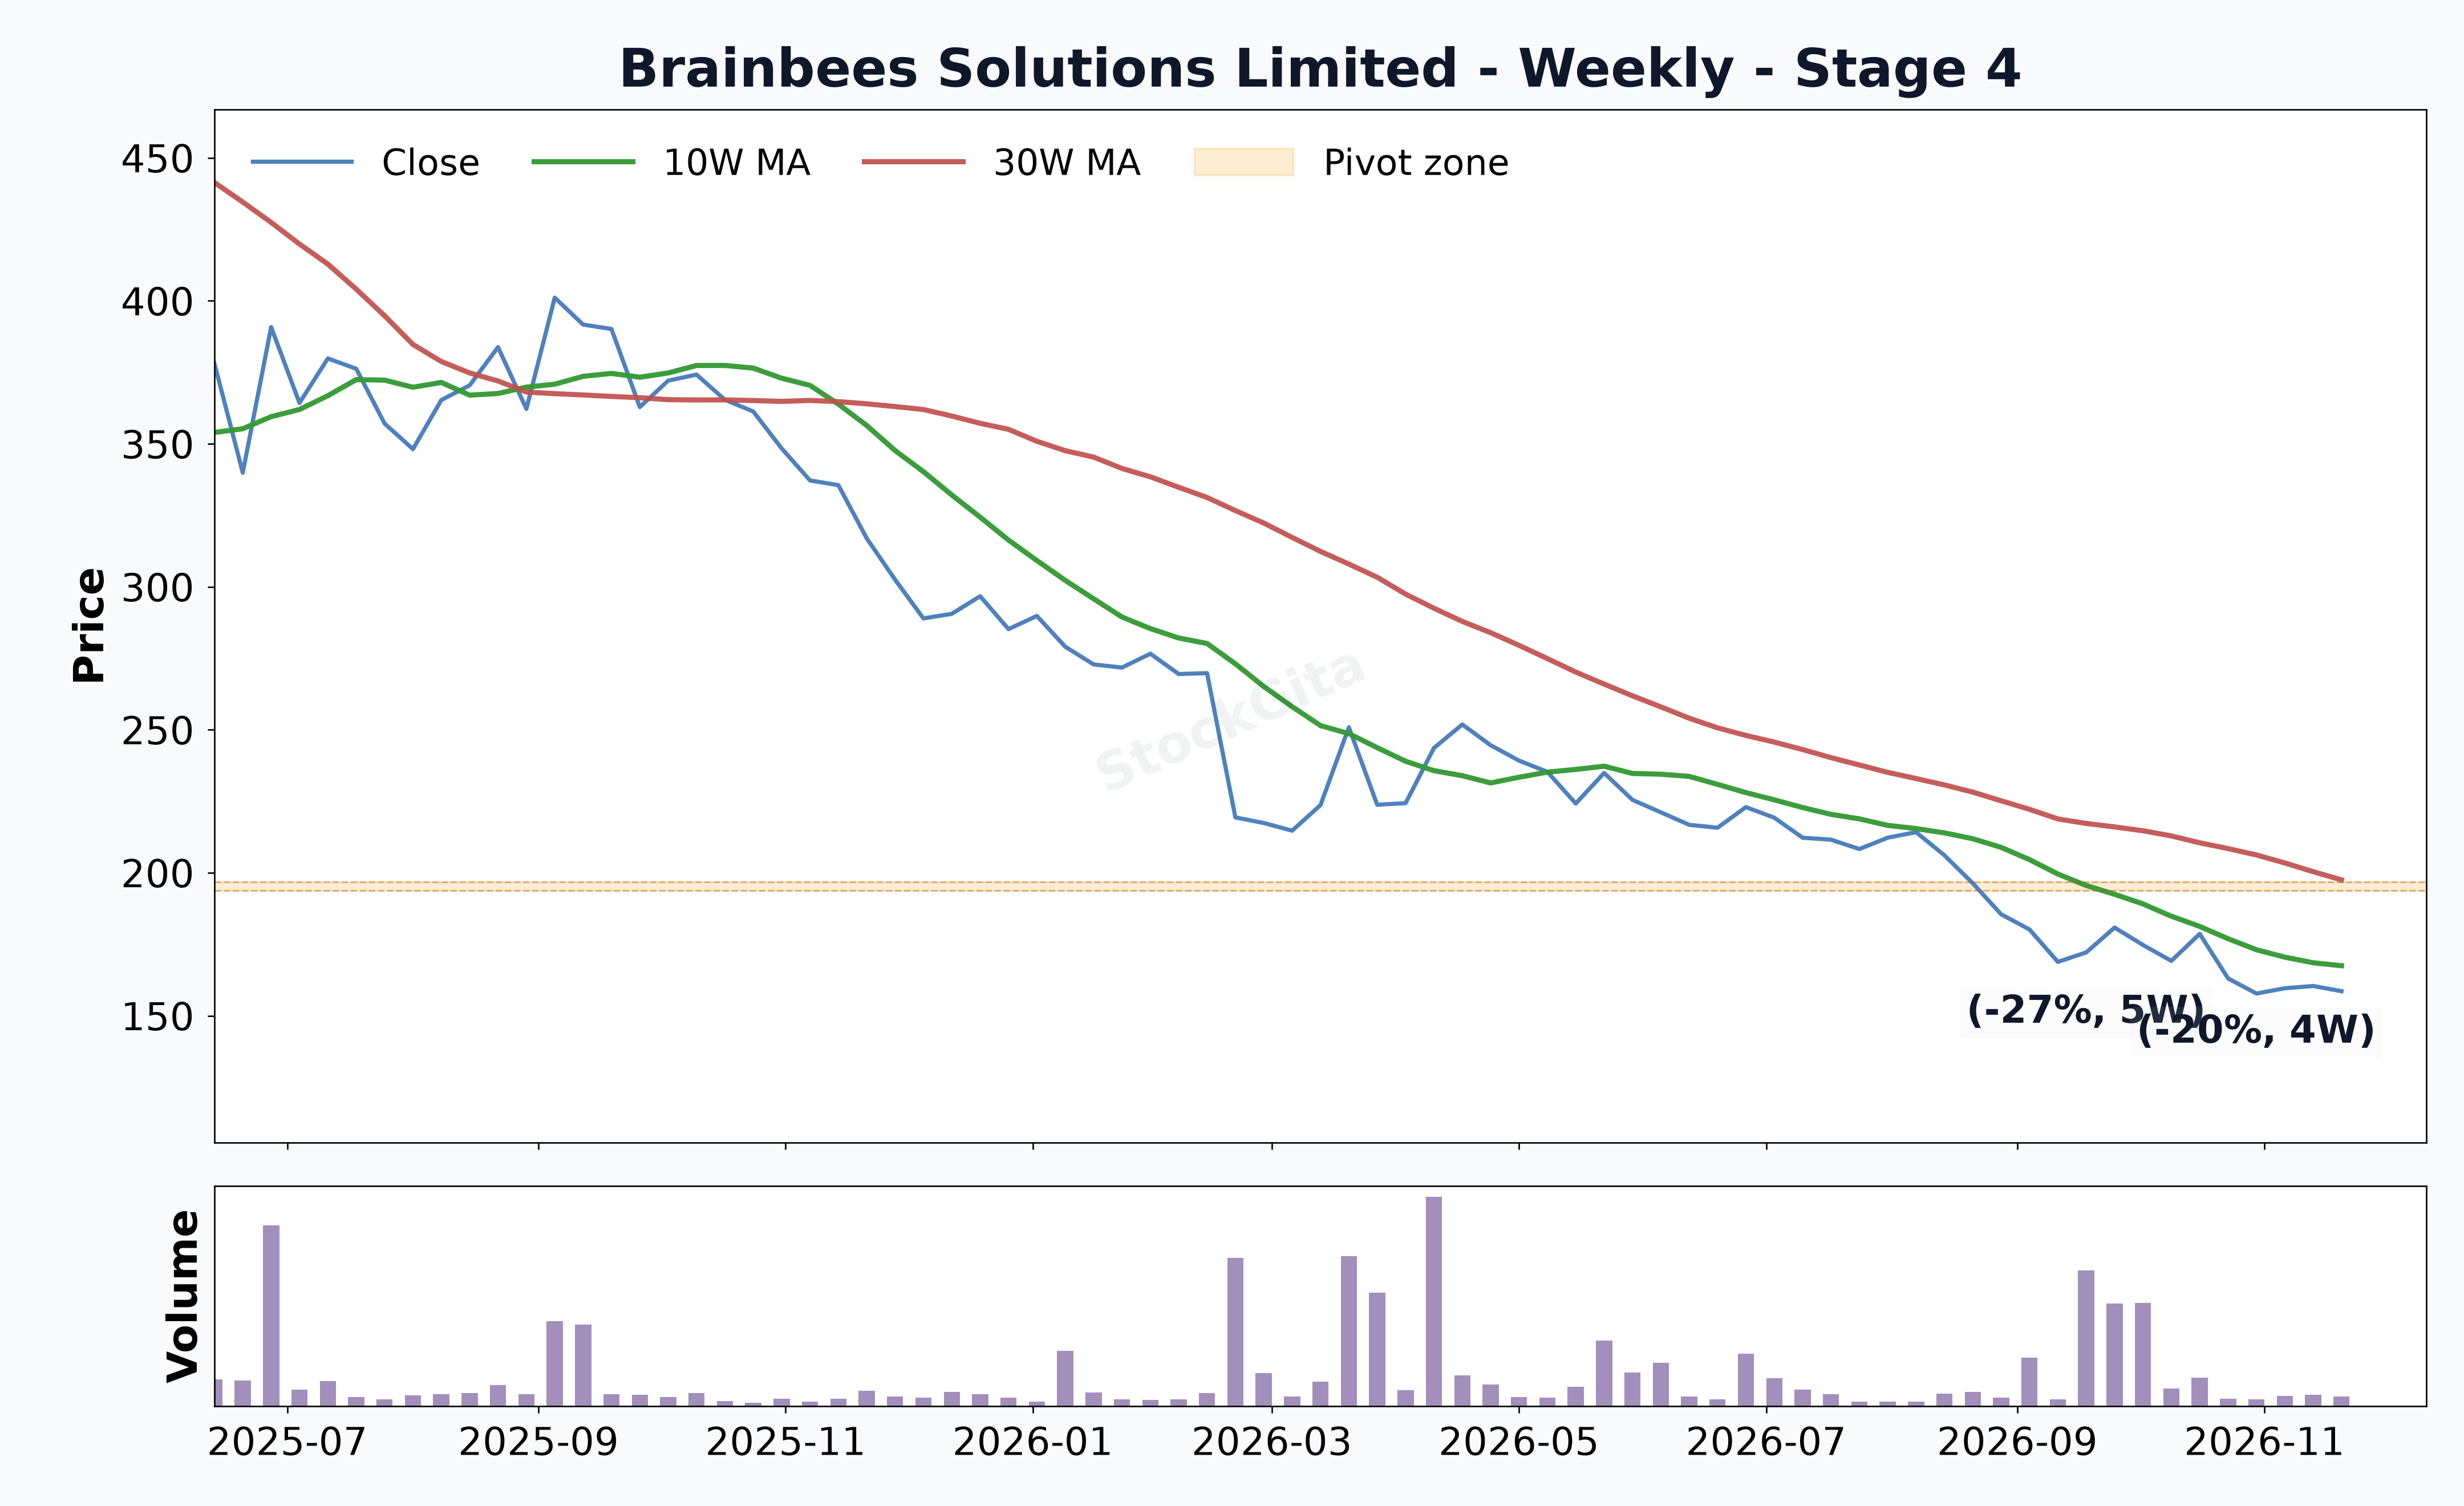 Brainbees Solutions Limited - Weekly - Stage 4
Close 10W MA 30W MA Pivot zone
450
400
350
300
250
200
150
Price
StockGita
(-27%, 5W)
(-20%, 4W)
Volume
2025-07 2025-09 2025-11 2026-01 2026-03 2026-05 2026-07 2026-09 2026-11